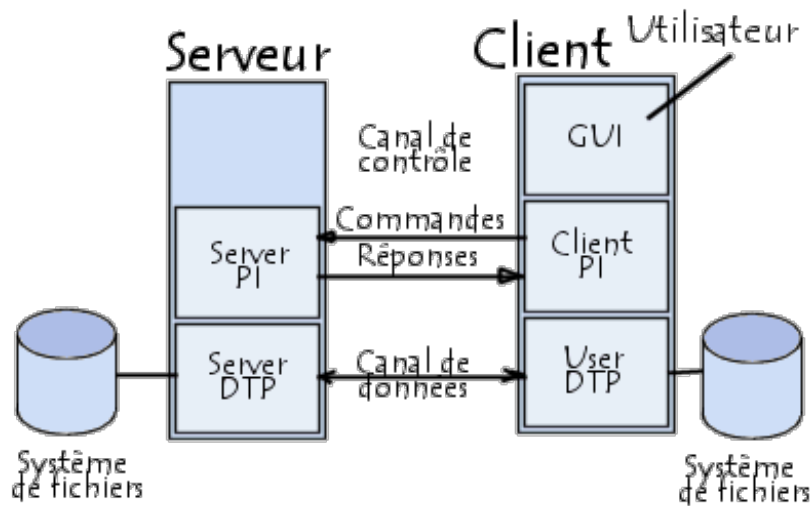 Serveur
Client
Utilisateur
GUI
Canal de
contrôle
Commandes
Réponses
Server
PI
Client
PI
Server
DTP
Canal de
données
User
DTP
Système
de fichiers
Système
de fichiers